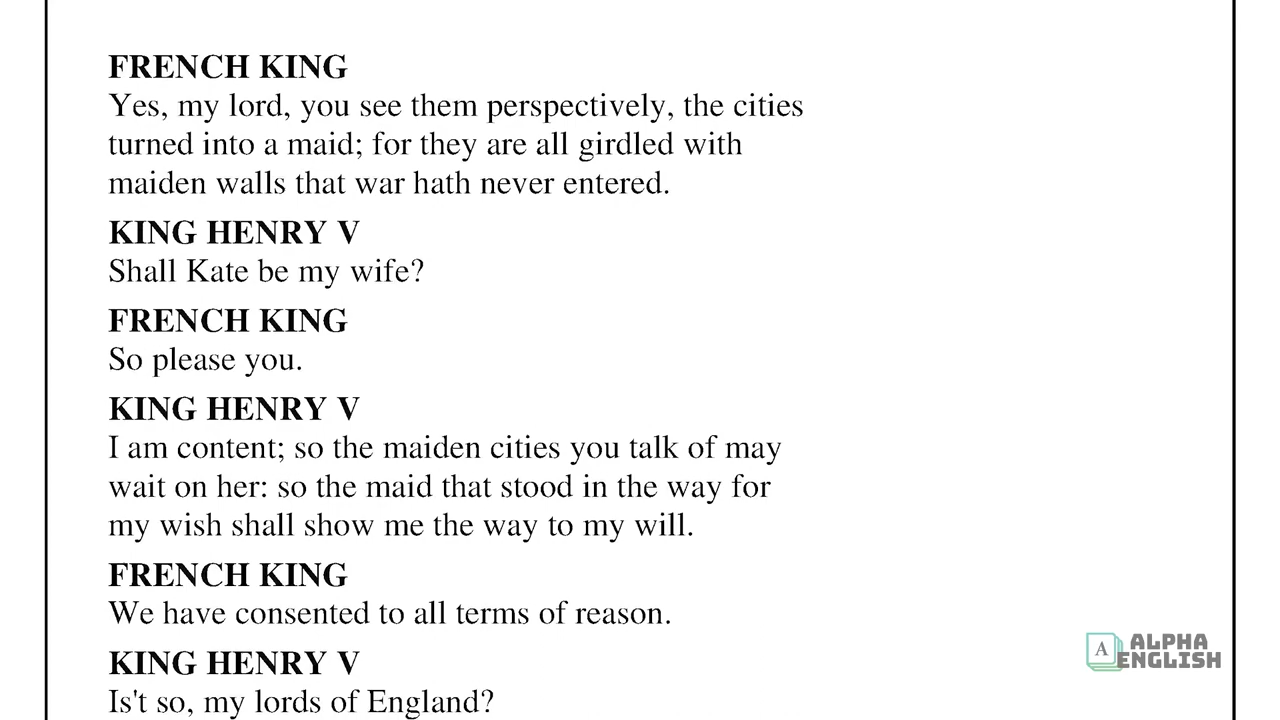 FRENCH KING
Yes, my lord, you see them perspectively, the cities
turned into a maid; for they are all girdled with
maiden walls that war hath never entered.
KING HENRY V
Shall Kate be my wife?
FRENCH KING
So please you.
KING HENRY V
I am content; so the maiden cities you talk of may
wait on her: so the maid that stood in the way for
my wish shall show me the way to my will.
FRENCH KING
We have consented to all terms of reason.
KING HENRY V
Is't so, my lords of England?
A
ALPHA
ENGLISH